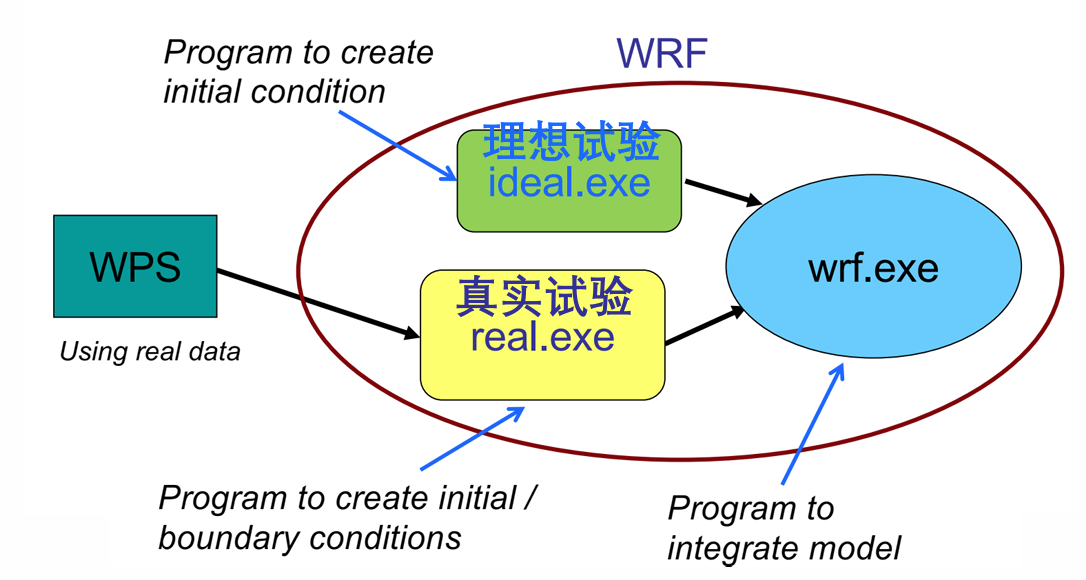 Program to create
initial condition
WRF
理想试验
ideal.exe
WPS
wrf.exe
真实试验
real.exe
Using real data
Program to create initial /
boundary conditions
Program to
integrate model